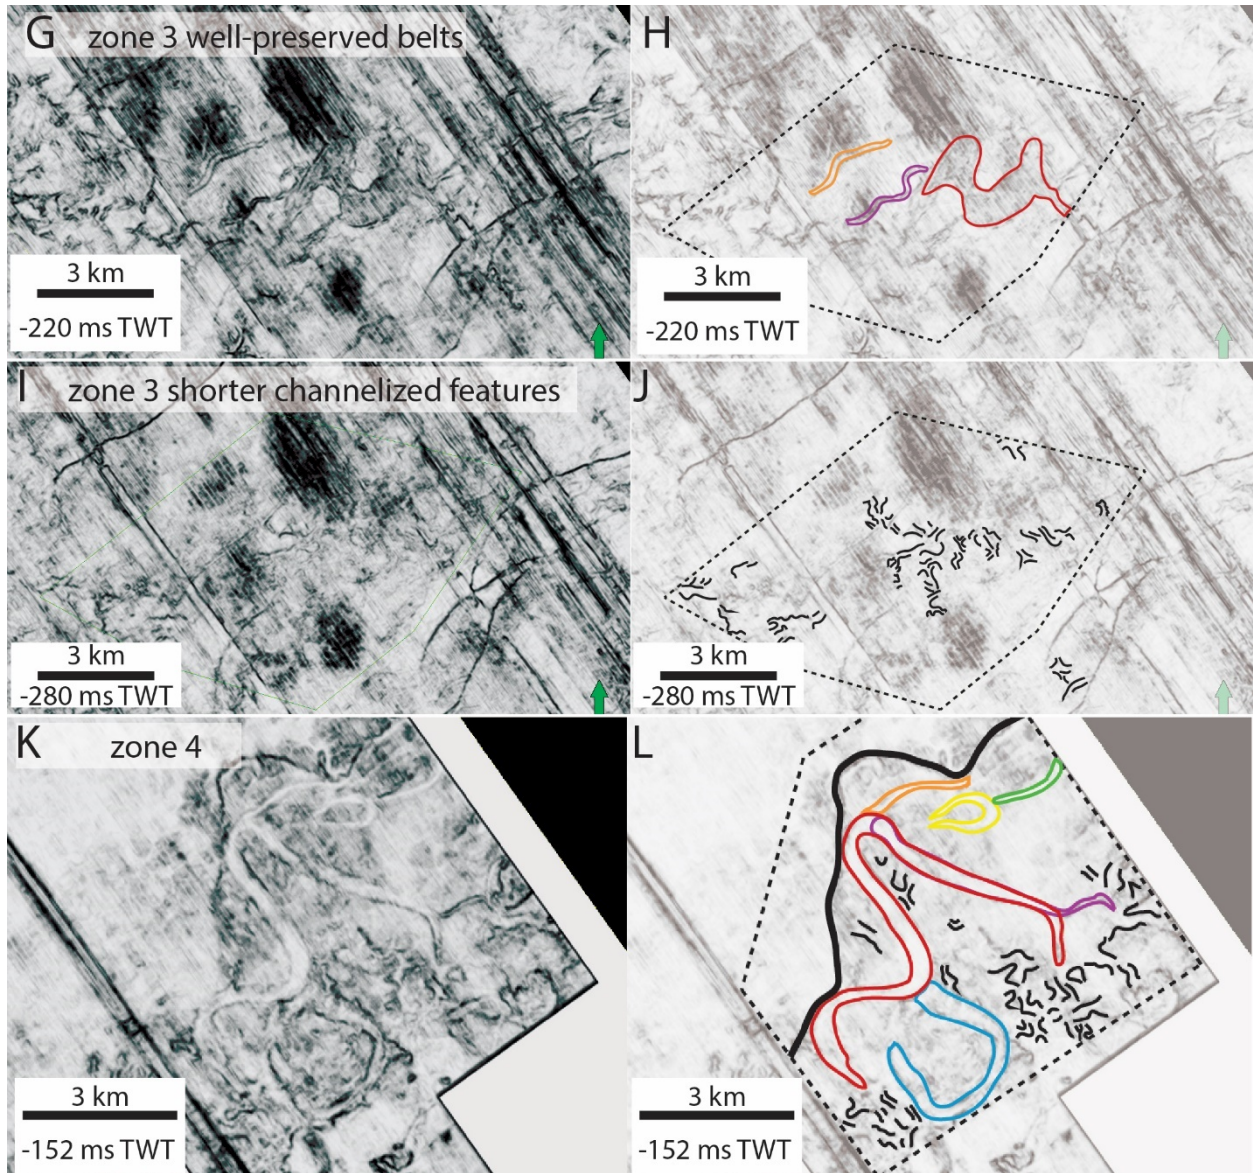 G zone 3 well-preserved belts
3 km
-220 ms TWT
H
3 km
-220 ms TWT
I zone 3 shorter channelized features
3 km
-280 ms TWT
J
3 km
-280 ms TWT
K zone 4
3 km
-152 ms TWT
L
3 km
-152 ms TWT